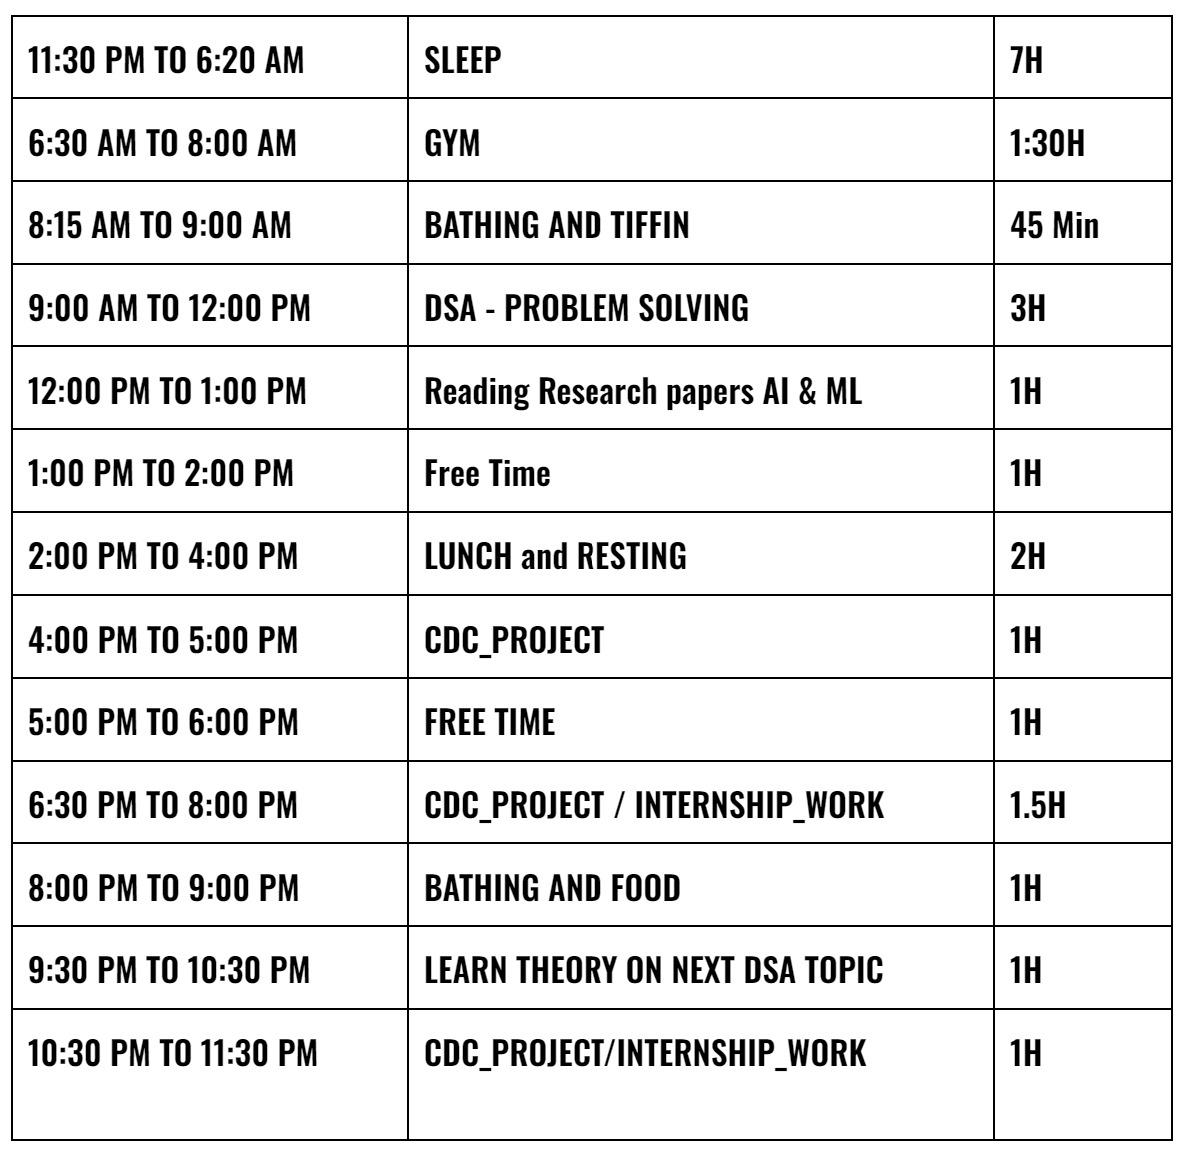 11:30 PM TO 6:20 AM SLEEP 7H
6:30 AM TO 8:00 AM GYM 1:30H
8:15 AM TO 9:00 AM BATHING AND TIFFIN 45 Min
9:00 AM TO 12:00 PM DSA - PROBLEM SOLVING 3H
12:00 PM TO 1:00 PM Reading Research papers AI & ML 1H
1:00 PM TO 2:00 PM Free Time 1H
2:00 PM TO 4:00 PM LUNCH and RESTING 2H
4:00 PM TO 5:00 PM CDC_PROJECT 1H
5:00 PM TO 6:00 PM FREE TIME 1H
6:30 PM TO 8:00 PM CDC_PROJECT / INTERNSHIP_WORK 1.5H
8:00 PM TO 9:00 PM BATHING AND FOOD 1H
9:30 PM TO 10:30 PM LEARN THEORY ON NEXT DSA TOPIC 1H
10:30 PM TO 11:30 PM CDC_PROJECT/INTERNSHIP_WORK 1H